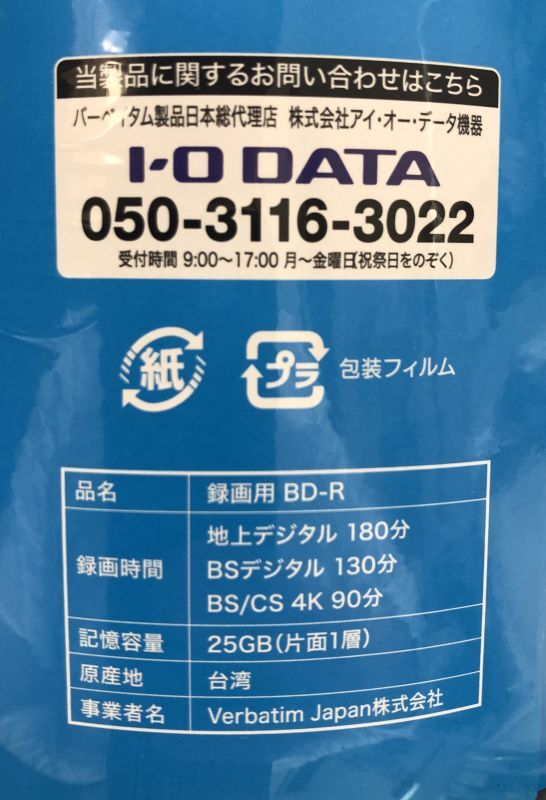 当製品に関するお問い合わせはこちら
バーベイタム製品日本総代理店 株式会社アイ・オー・データ機器
I-O DATA
050-3116-3022
受付時間 9:00～17:00 月～金曜日(祝祭日をのぞく)
紙
プラ 包装フィルム
品名 録画用 BD-R
録画時間 地上デジタル 180分
BSデジタル 130分
BS/CS 4K 90分
記憶容量 25GB(片面1層)
原産地 台湾
事業者名 Verbatim Japan株式会社